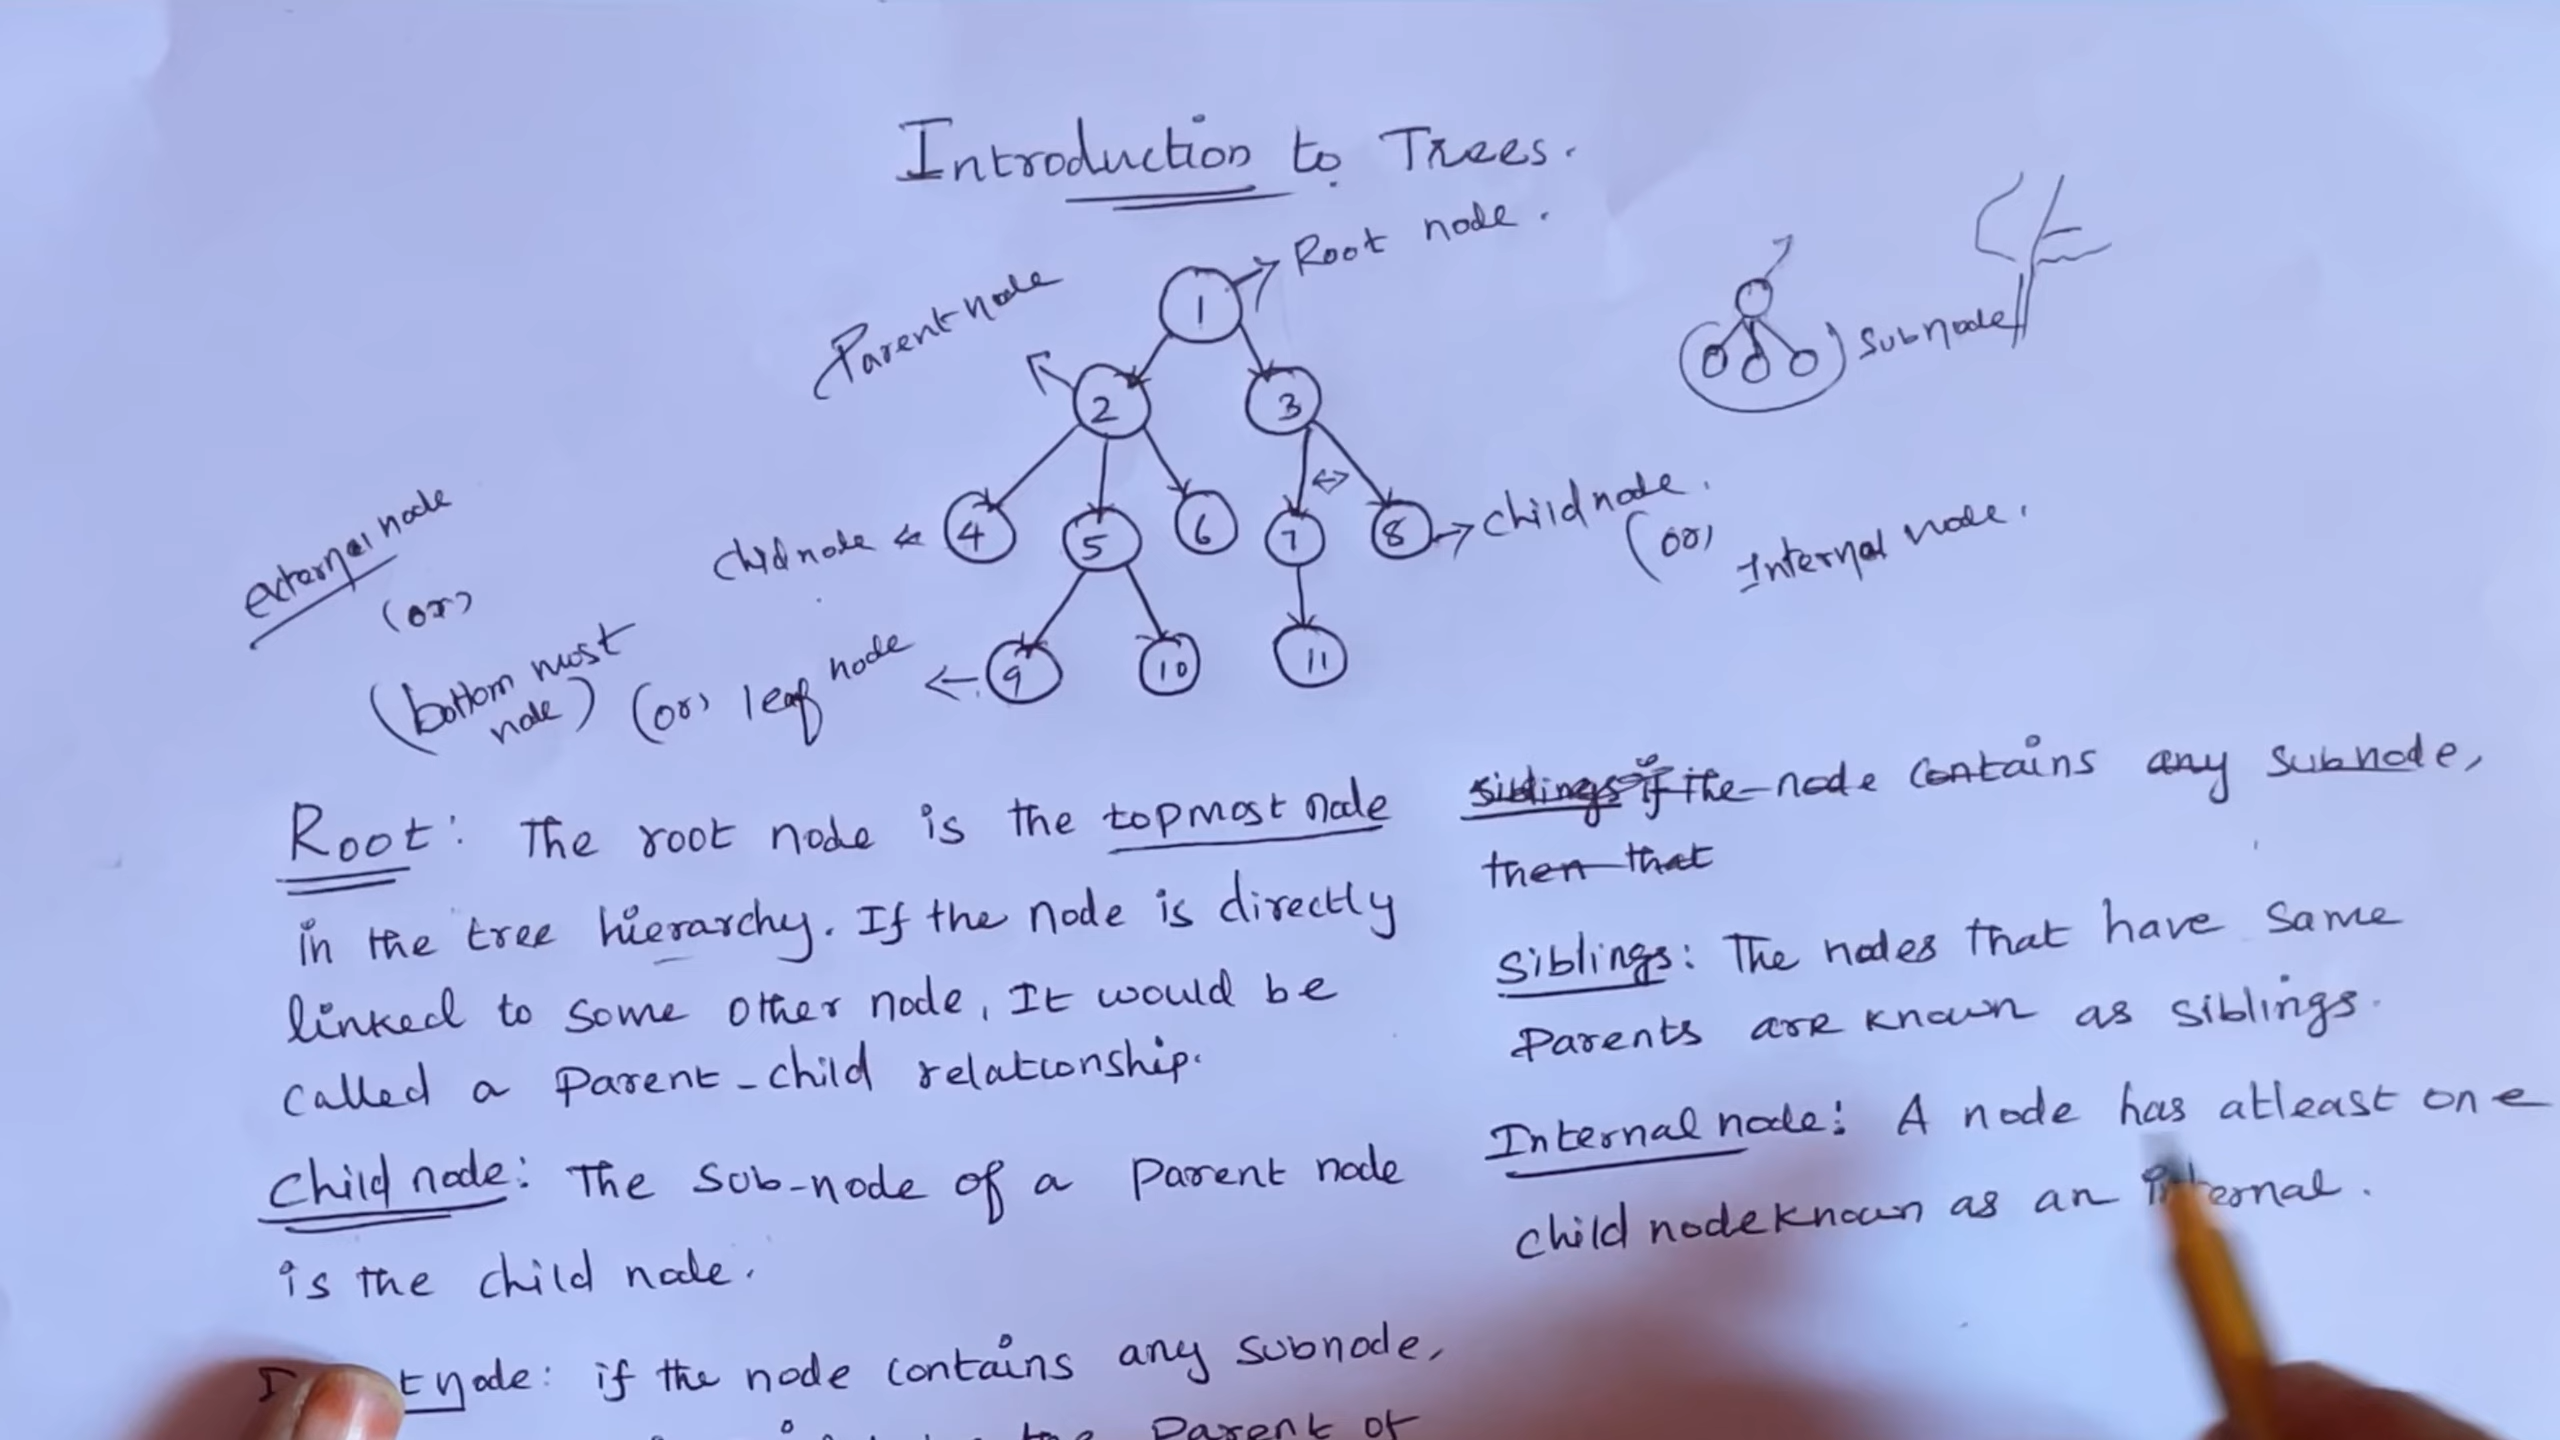 Introduction to Trees.
Root node.
Parent node
1
Subnode
2
3
child node
4
5
6
7
8
child node.
(or)
Internal node.
external node
(or)
(bottom most
node) (or) leaf node
9
10
11
Root: The root node is the topmost node
in the tree hierarchy. If the node is directly
linked to some other node, It would be
called a Parent-child relationship.
Child node: The Sub-node of a Parent node
is the child node.
node: if the node contains any subnode,
Parent of
Siblings if the node contains any subnode,
then that
Siblings: The nodes that have same
Parents are known as siblings.
Internal node: A node has atleast one
child node known as an internal.